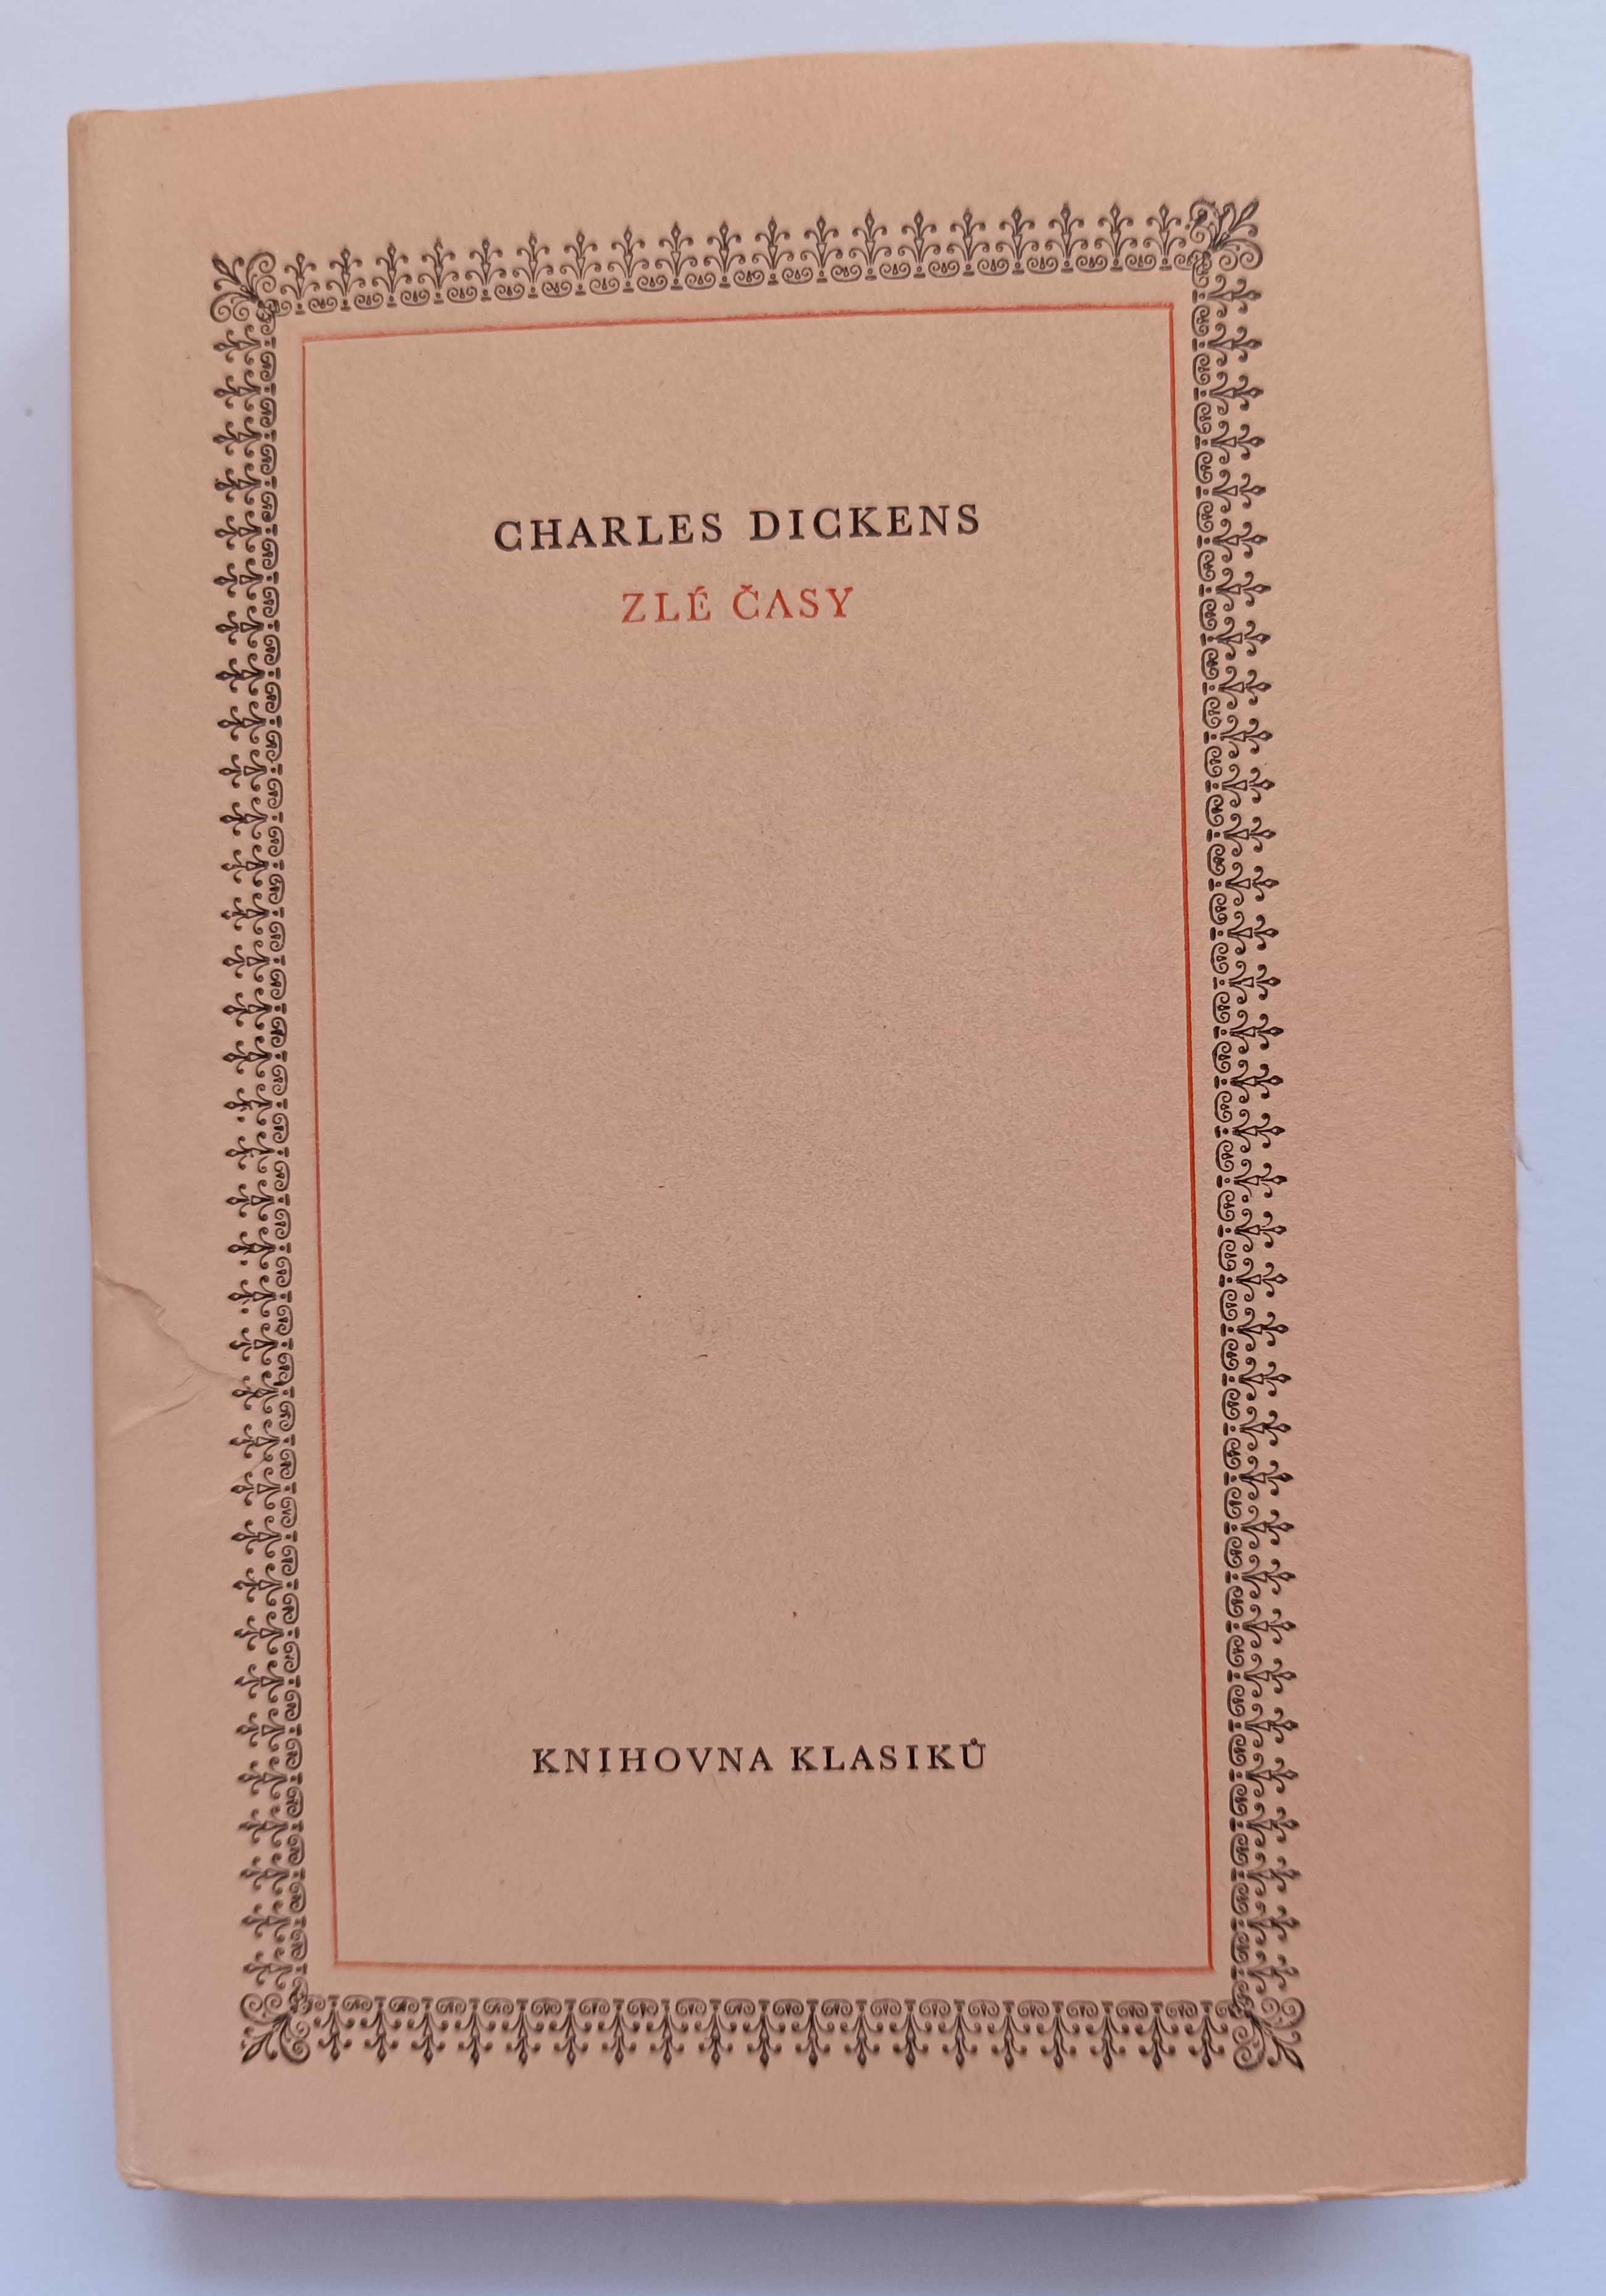 CHARLES DICKENS
ZLÉ ČASY
KNIHOVNA KLASIKŮ